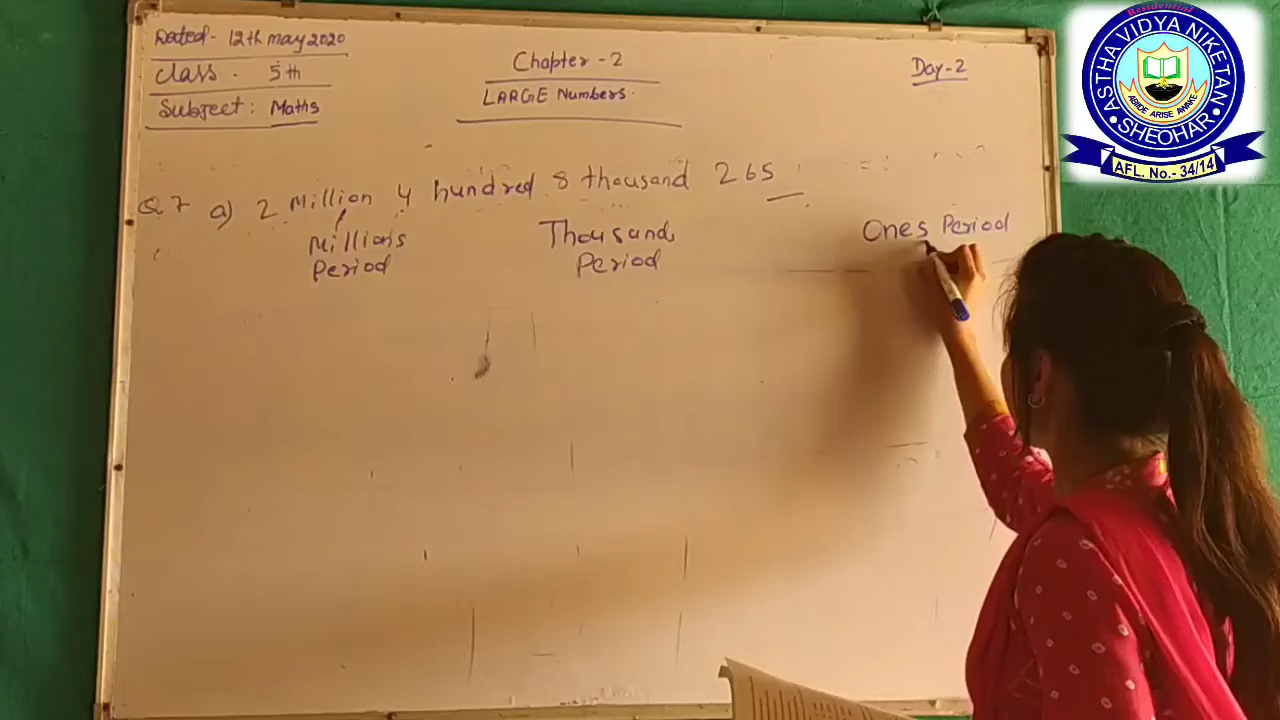 Dated- 12th may 2020
Class - 5th
Subject: Maths
Chapter -2
LARGE Numbers.
Day-2
Q.7 a) 2 Million 4 hundred 8 thousand 265
Millions Period
Thousands Period
Ones Period
Residential
ASTHA VIDYA NIKETAN
ABIDE ARISE AWAKE
SHEOHAR
AFL. No.- 34/14